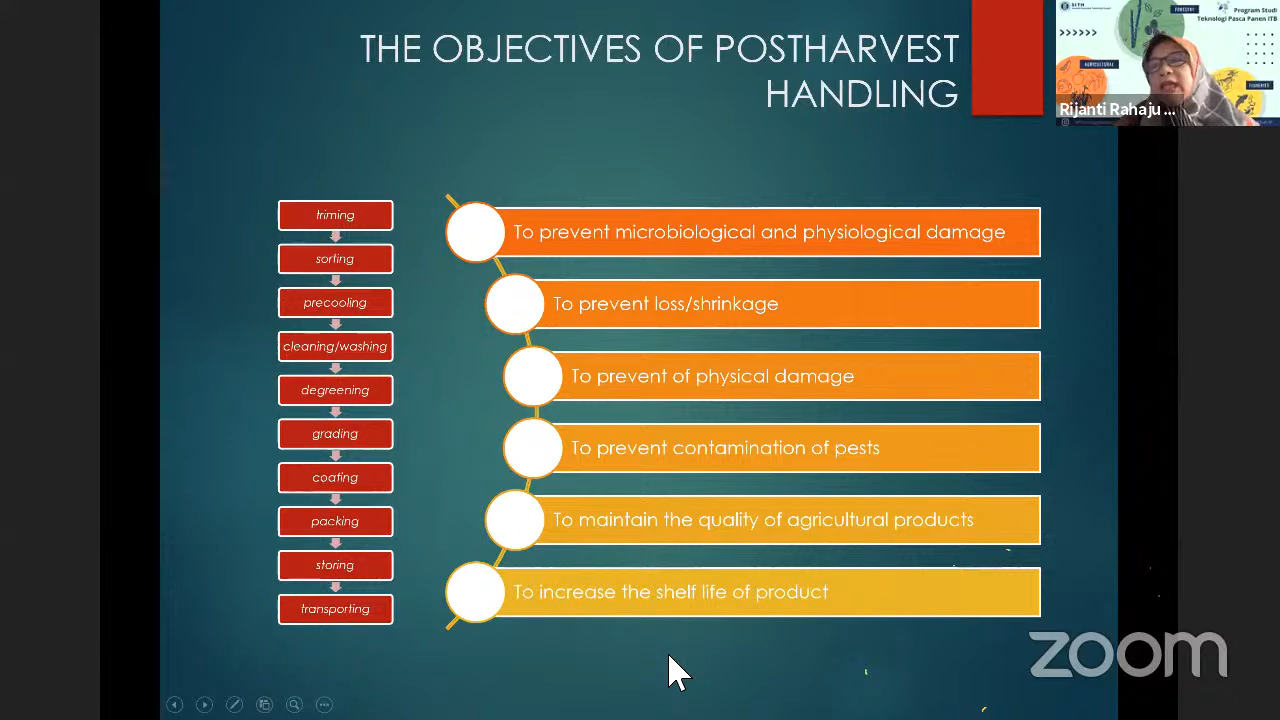 THE OBJECTIVES OF POSTHARVEST
HANDLING
triming
sorting
precooling
cleaning/washing
degreening
grading
coating
packing
storing
transporting
To prevent microbiological and physiological damage
To prevent loss/shrinkage
To prevent of physical damage
To prevent contamination of pests
To maintain the quality of agricultural products
To increase the shelf life of product
SITH
FORESTRY
Program Studi
Teknologi Pasca Panen ITB
AGRICULTURAL
Rijanti Rahaju ...
zoom